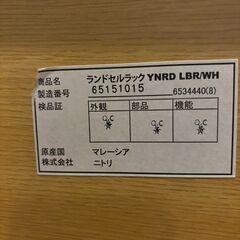 商品名 ランドセルラック YNRD LBR/WH
製造番号 65151015 6534440(8)
検品証 外観 部品 機能
Q.C Q.C Q.C
原産国 マレーシア
株式会社 ニトリ